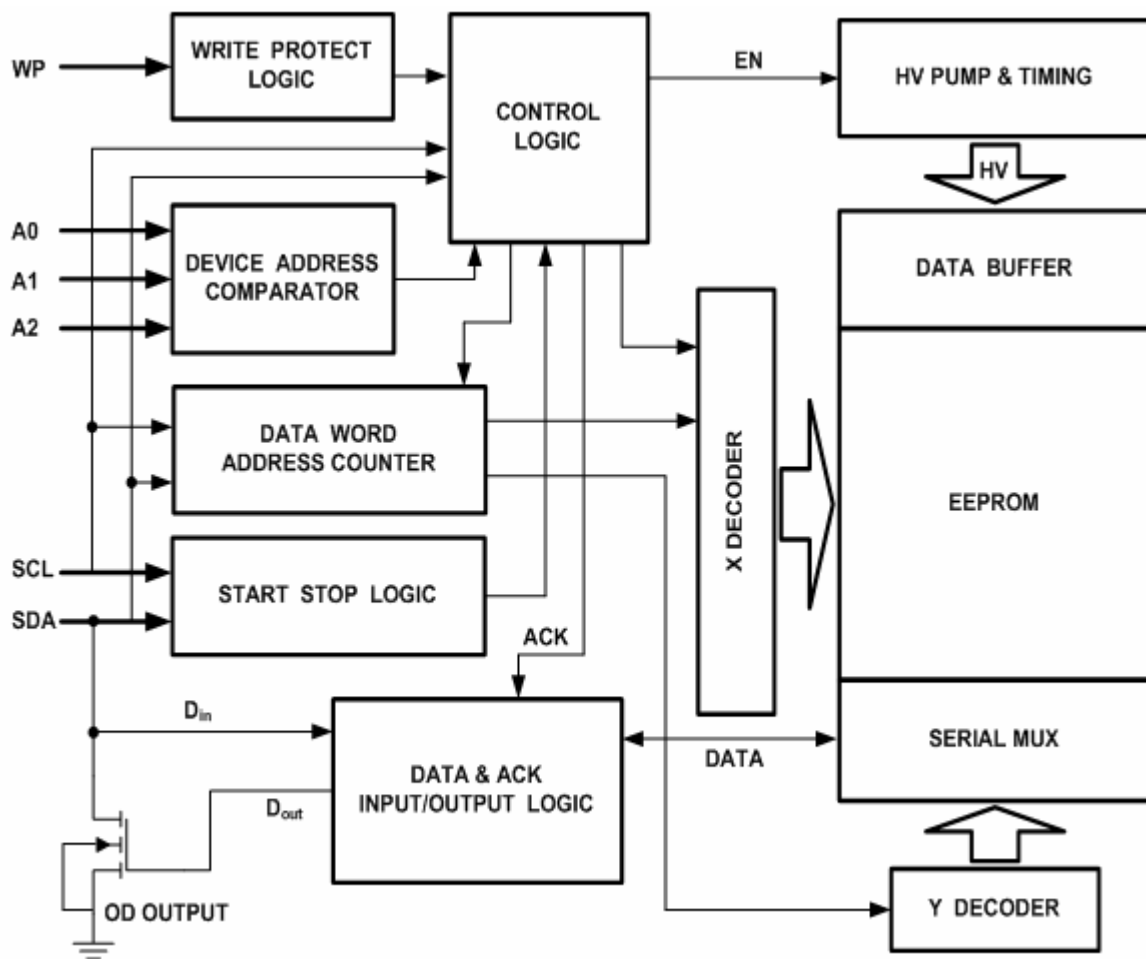 WP
WRITE PROTECT
LOGIC
CONTROL
LOGIC
EN
HV PUMP & TIMING
HV
A0
A1
A2
DEVICE ADDRESS
COMPARATOR
DATA BUFFER
DATA WORD
ADDRESS COUNTER
X DECODER
EEPROM
SCL
SDA
START STOP LOGIC
ACK
Din
DATA & ACK
INPUT/OUTPUT LOGIC
Dout
DATA
SERIAL MUX
OD OUTPUT
Y DECODER